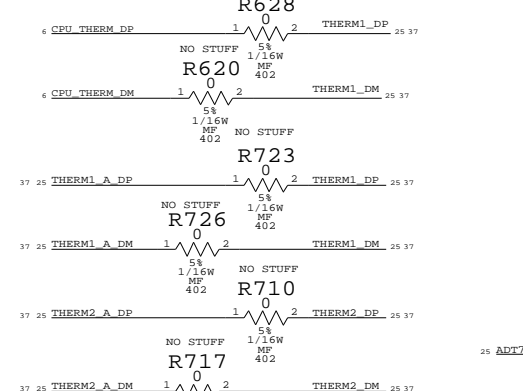 R628
0
6 CPU_THERM_DP 1 2 THERM1_DP 25 37
5%
1/16W
MF
402
NO STUFF
R620
0
6 CPU_THERM_DM 1 2 THERM1_DM 25 37
5%
1/16W
MF
402
NO STUFF
R723
0
37 25 THERM1_A_DP 1 2 THERM1_DP 25 37
5%
1/16W
MF
402
NO STUFF
R726
0
37 25 THERM1_A_DM 1 2 THERM1_DM 25 37
5%
1/16W
MF
402
NO STUFF
R710
0
37 25 THERM2_A_DP 1 2 THERM2_DP 25 37
5%
1/16W
MF
402
NO STUFF
R717
0
25 ADT7
37 25 THERM2_A_DM 1 2 THERM2_DM 25 37